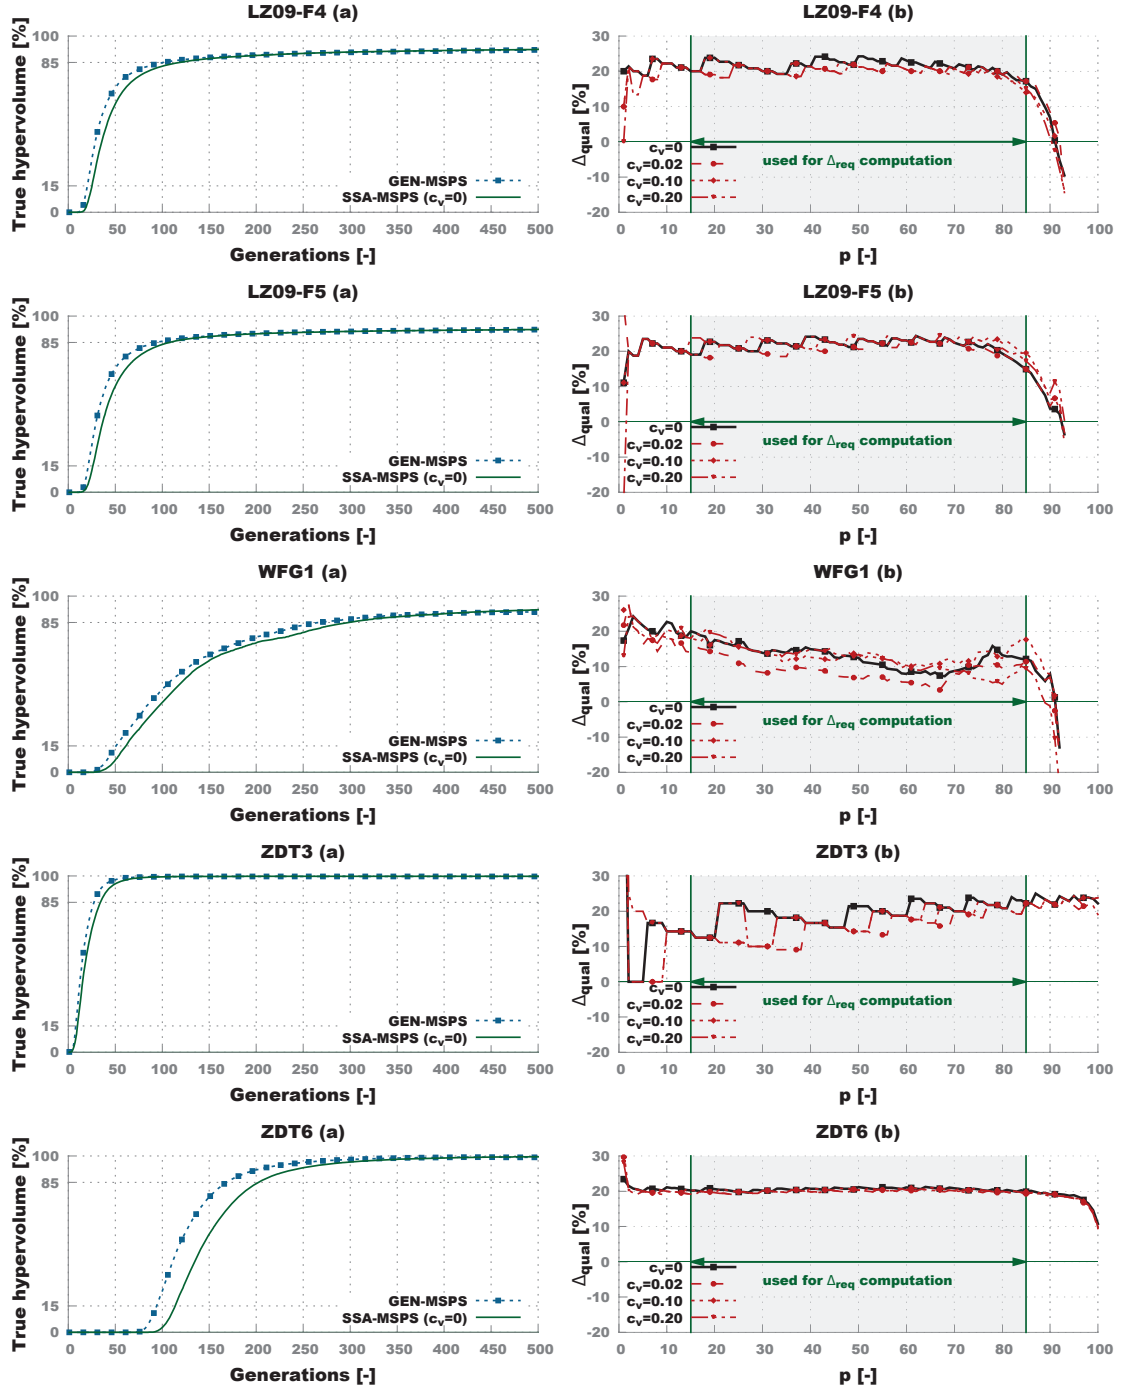 LZ09-F4 (a)
True hypervolume [%]
100
85
15
0
GEN-MSPS
SSA-MSPS (cv=0)
0 50 100 150 200 250 300 350 400 450 500
Generations [-]
LZ09-F4 (b)
Δqual [%]
30
20
10
0
-10
-20
cv=0
cv=0.02
cv=0.10
cv=0.20
used for Δreq computation
0 10 20 30 40 50 60 70 80 90 100
p [-]
LZ09-F5 (a)
True hypervolume [%]
100
85
15
0
GEN-MSPS
SSA-MSPS (cv=0)
0 50 100 150 200 250 300 350 400 450 500
Generations [-]
LZ09-F5 (b)
Δqual [%]
30
20
10
0
-10
-20
cv=0
cv=0.02
cv=0.10
cv=0.20
used for Δreq computation
0 10 20 30 40 50 60 70 80 90 100
p [-]
WFG1 (a)
True hypervolume [%]
100
85
15
0
GEN-MSPS
SSA-MSPS (cv=0)
0 50 100 150 200 250 300 350 400 450 500
Generations [-]
WFG1 (b)
Δqual [%]
30
20
10
0
-10
-20
cv=0
cv=0.02
cv=0.10
cv=0.20
used for Δreq computation
0 10 20 30 40 50 60 70 80 90 100
p [-]
ZDT3 (a)
True hypervolume [%]
100
85
15
0
GEN-MSPS
SSA-MSPS (cv=0)
0 50 100 150 200 250 300 350 400 450 500
Generations [-]
ZDT3 (b)
Δqual [%]
30
20
10
0
-10
-20
cv=0
cv=0.02
cv=0.10
cv=0.20
used for Δreq computation
0 10 20 30 40 50 60 70 80 90 100
p [-]
ZDT6 (a)
True hypervolume [%]
100
85
15
0
GEN-MSPS
SSA-MSPS (cv=0)
0 50 100 150 200 250 300 350 400 450 500
Generations [-]
ZDT6 (b)
Δqual [%]
30
20
10
0
-10
-20
cv=0
cv=0.02
cv=0.10
cv=0.20
used for Δreq computation
0 10 20 30 40 50 60 70 80 90 100
p [-]